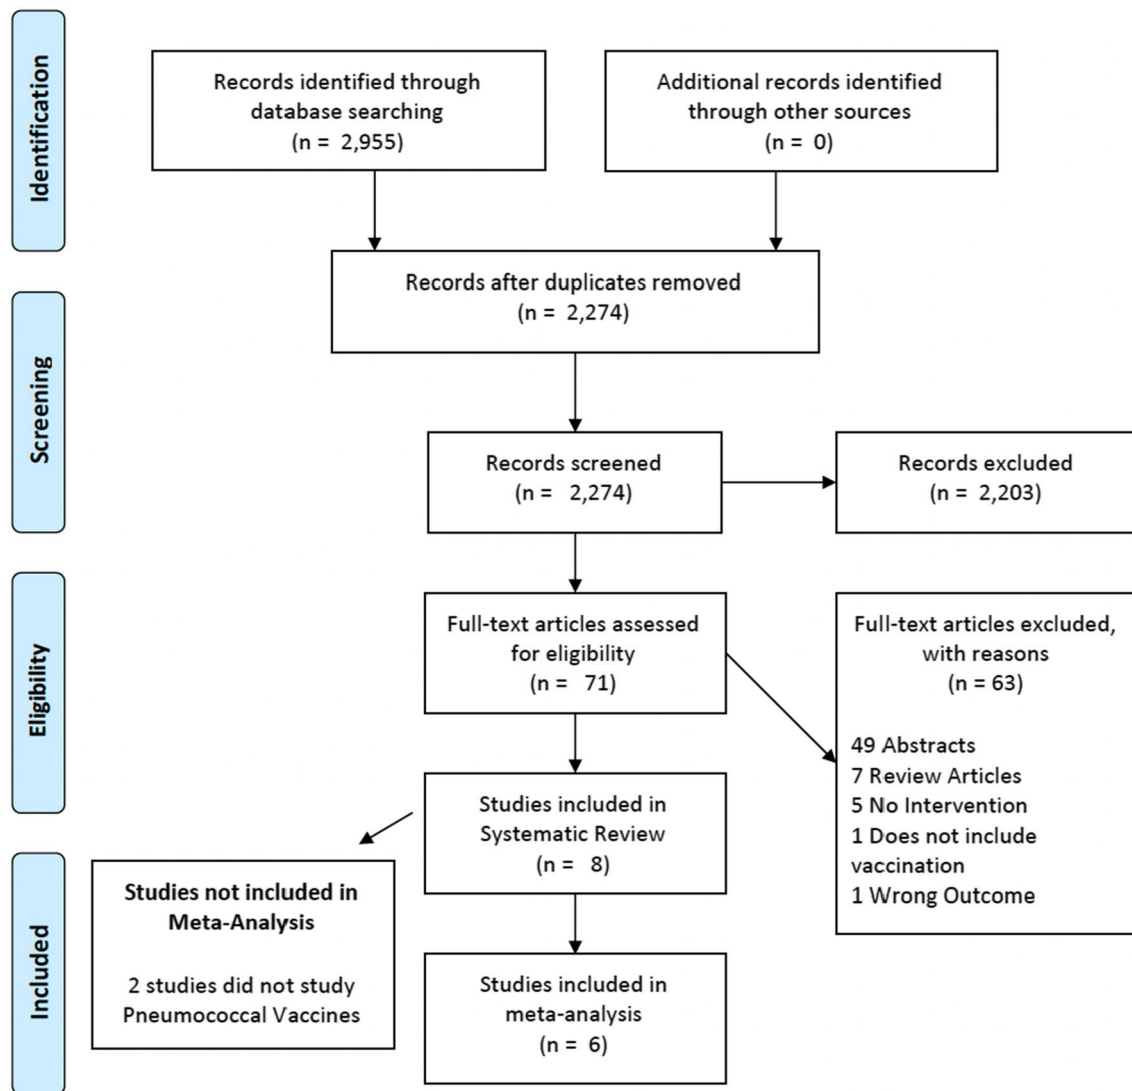 Identification
Records identified through
database searching
(n = 2,955)
Additional records identified
through other sources
(n = 0)
Records after duplicates removed
(n = 2,274)
Screening
Records screened
(n = 2,274)
Records excluded
(n = 2,203)
Eligibility
Full-text articles assessed
for eligibility
(n = 71)
Full-text articles excluded,
with reasons
(n = 63)
49 Abstracts
7 Review Articles
5 No Intervention
1 Does not include
vaccination
1 Wrong Outcome
Studies included in
Systematic Review
(n = 8)
Included
Studies not included in
Meta-Analysis
2 studies did not study
Pneumococcal Vaccines
Studies included in
meta-analysis
(n = 6)